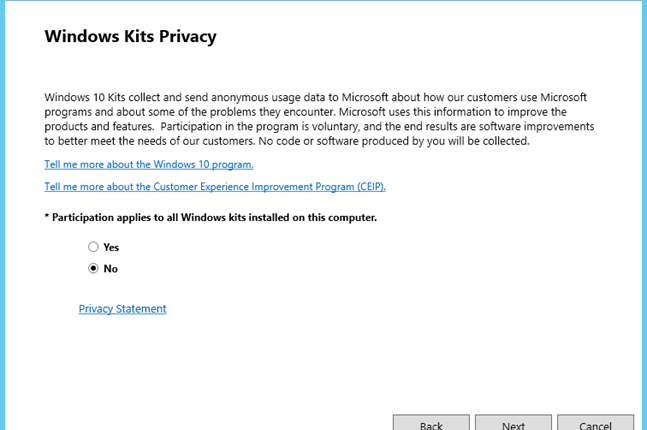 Windows Kits Privacy
Windows 10 Kits collect and send anonymous usage data to Microsoft about how our customers use Microsoft
programs and about some of the problems they encounter. Microsoft uses this information to improve the
products and features.  Participation in the program is voluntary, and the end results are software improvements
to better meet the needs of our customers. No code or software produced by you will be collected.
Tell me more about the Windows 10 program.
Tell me more about the Customer Experience Improvement Program (CEIP).
* Participation applies to all Windows kits installed on this computer.
Yes
No
Privacy Statement
Back Next Cancel